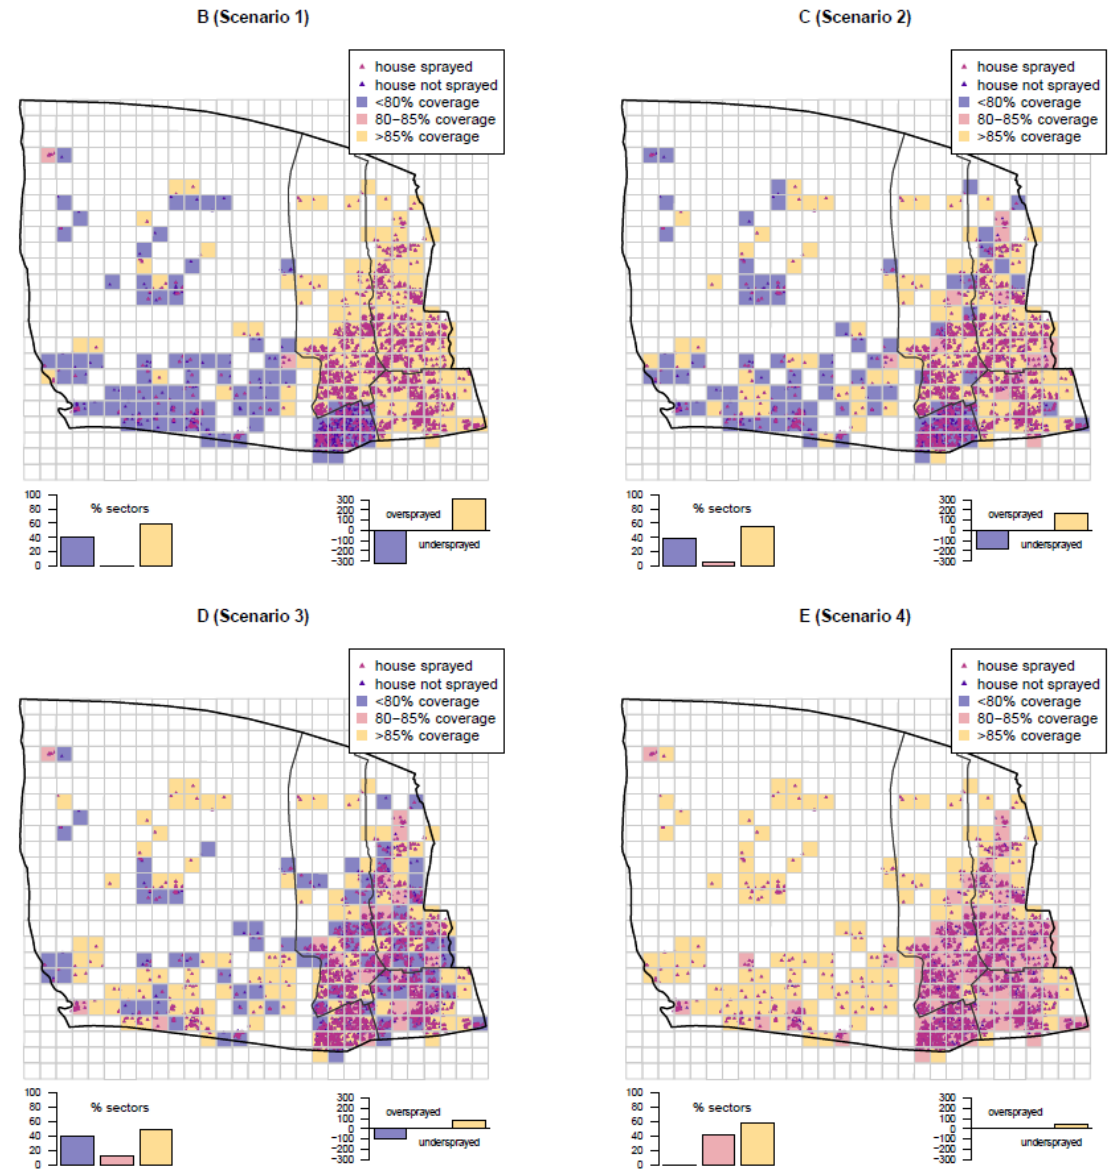 B (Scenario 1)
house sprayed
house not sprayed
<80% coverage
80–85% coverage
>85% coverage
100
80
60
40
20
0
% sectors
300
200
100
0
−100
−200
−300
oversprayed
undersprayed
C (Scenario 2)
house sprayed
house not sprayed
<80% coverage
80–85% coverage
>85% coverage
100
80
60
40
20
0
% sectors
300
200
100
0
−100
−200
−300
oversprayed
undersprayed
D (Scenario 3)
house sprayed
house not sprayed
<80% coverage
80–85% coverage
>85% coverage
100
80
60
40
20
0
% sectors
300
200
100
0
−100
−200
−300
oversprayed
undersprayed
E (Scenario 4)
house sprayed
house not sprayed
<80% coverage
80–85% coverage
>85% coverage
100
80
60
40
20
0
% sectors
300
200
100
0
−100
−200
−300
oversprayed
undersprayed